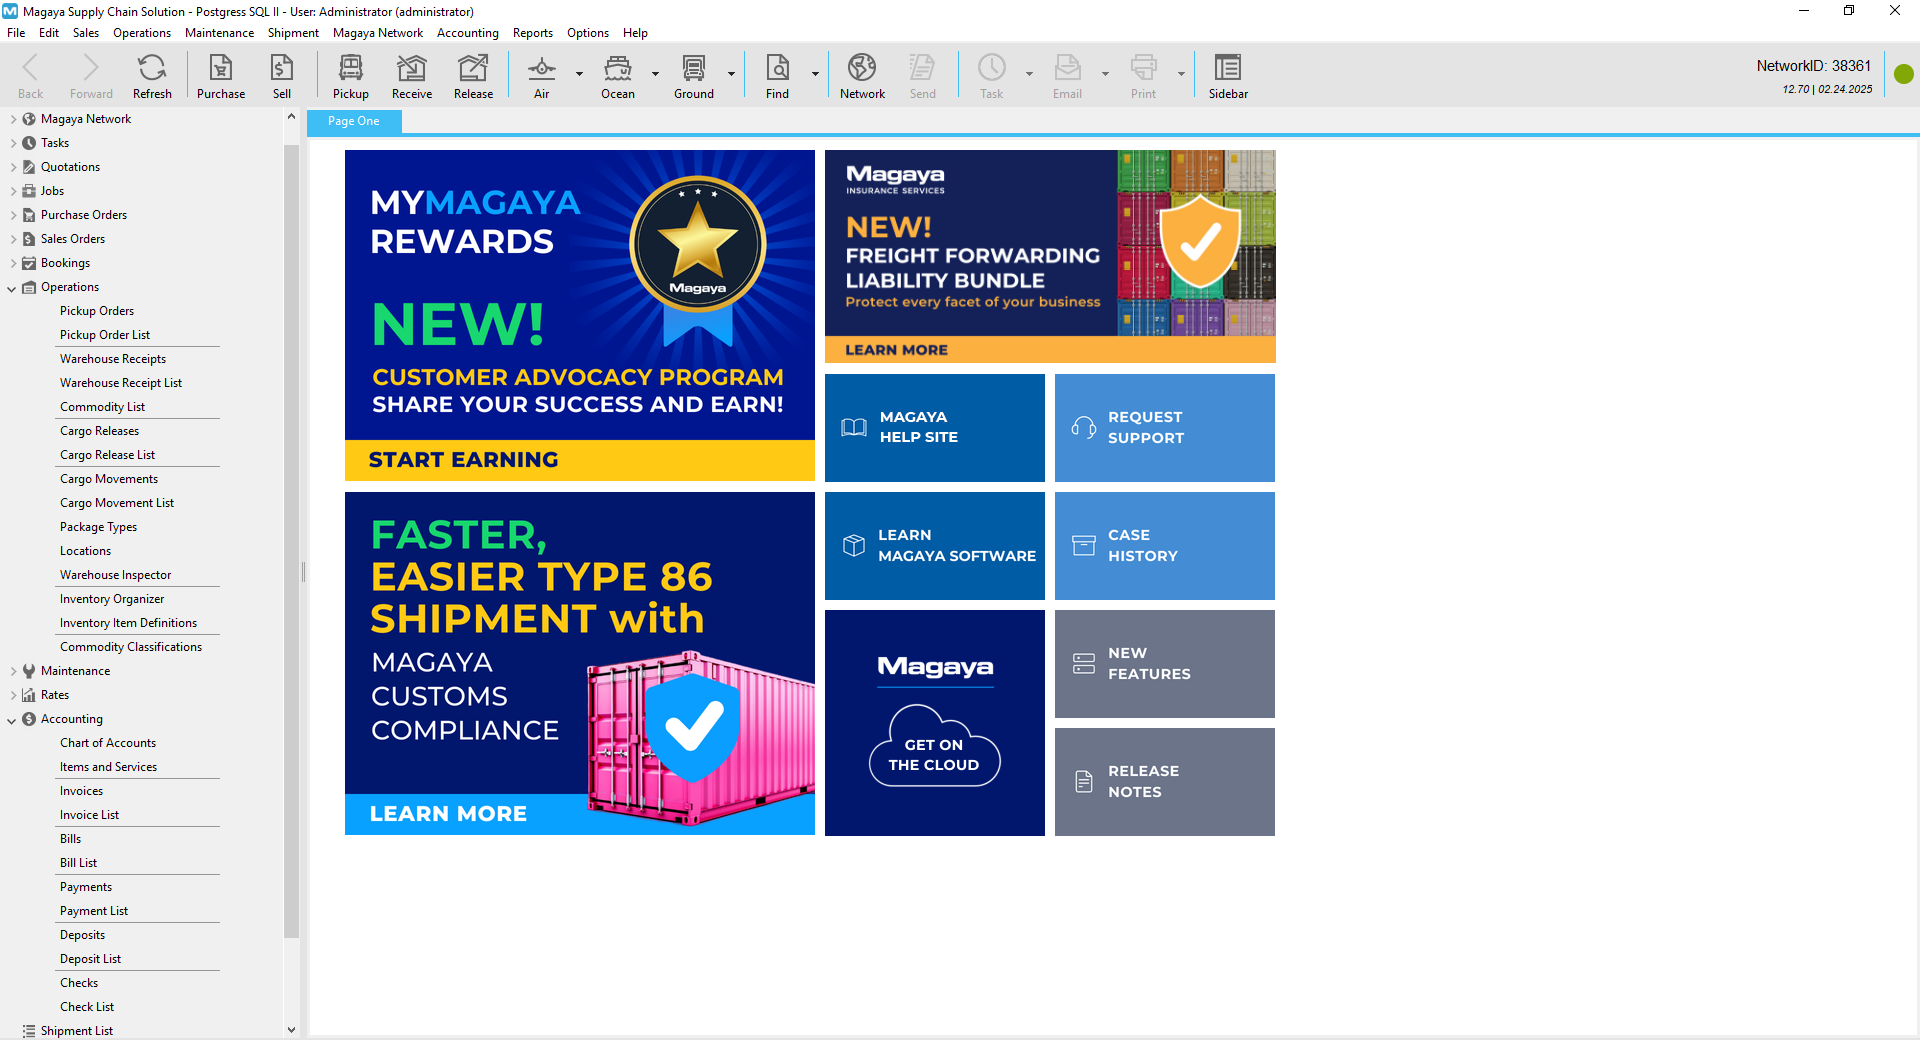 Magaya Supply Chain Solution - Postgress SQL II - User: Administrator (administrator)
File Edit Sales Operations Maintenance Shipment Magaya Network Accounting Reports Options Help
Back Forward Refresh Purchase Sell Pickup Receive Release Air Ocean Ground Find Network Send Task Email Print Sidebar
NetworkID: 38361
12.70 | 02.24.2025
Magaya Network
Tasks
Quotations
Jobs
Purchase Orders
Sales Orders
Bookings
Operations
Pickup Orders
Pickup Order List
Warehouse Receipts
Warehouse Receipt List
Commodity List
Cargo Releases
Cargo Release List
Cargo Movements
Cargo Movement List
Package Types
Locations
Warehouse Inspector
Inventory Organizer
Inventory Item Definitions
Commodity Classifications
Maintenance
Rates
Accounting
Chart of Accounts
Items and Services
Invoices
Invoice List
Bills
Bill List
Payments
Payment List
Deposits
Deposit List
Checks
Check List
Shipment List
Page One
MYMAGAYA
REWARDS
Magaya
NEW!
CUSTOMER ADVOCACY PROGRAM
SHARE YOUR SUCCESS AND EARN!
START EARNING
Magaya
INSURANCE SERVICES
NEW!
FREIGHT FORWARDING
LIABILITY BUNDLE
Protect every facet of your business
LEARN MORE
MAGAYA
HELP SITE
REQUEST
SUPPORT
FASTER,
EASIER TYPE 86
SHIPMENT with
MAGAYA
CUSTOMS
COMPLIANCE
LEARN MORE
LEARN
MAGAYA SOFTWARE
CASE
HISTORY
Magaya
GET ON
THE CLOUD
NEW
FEATURES
RELEASE
NOTES